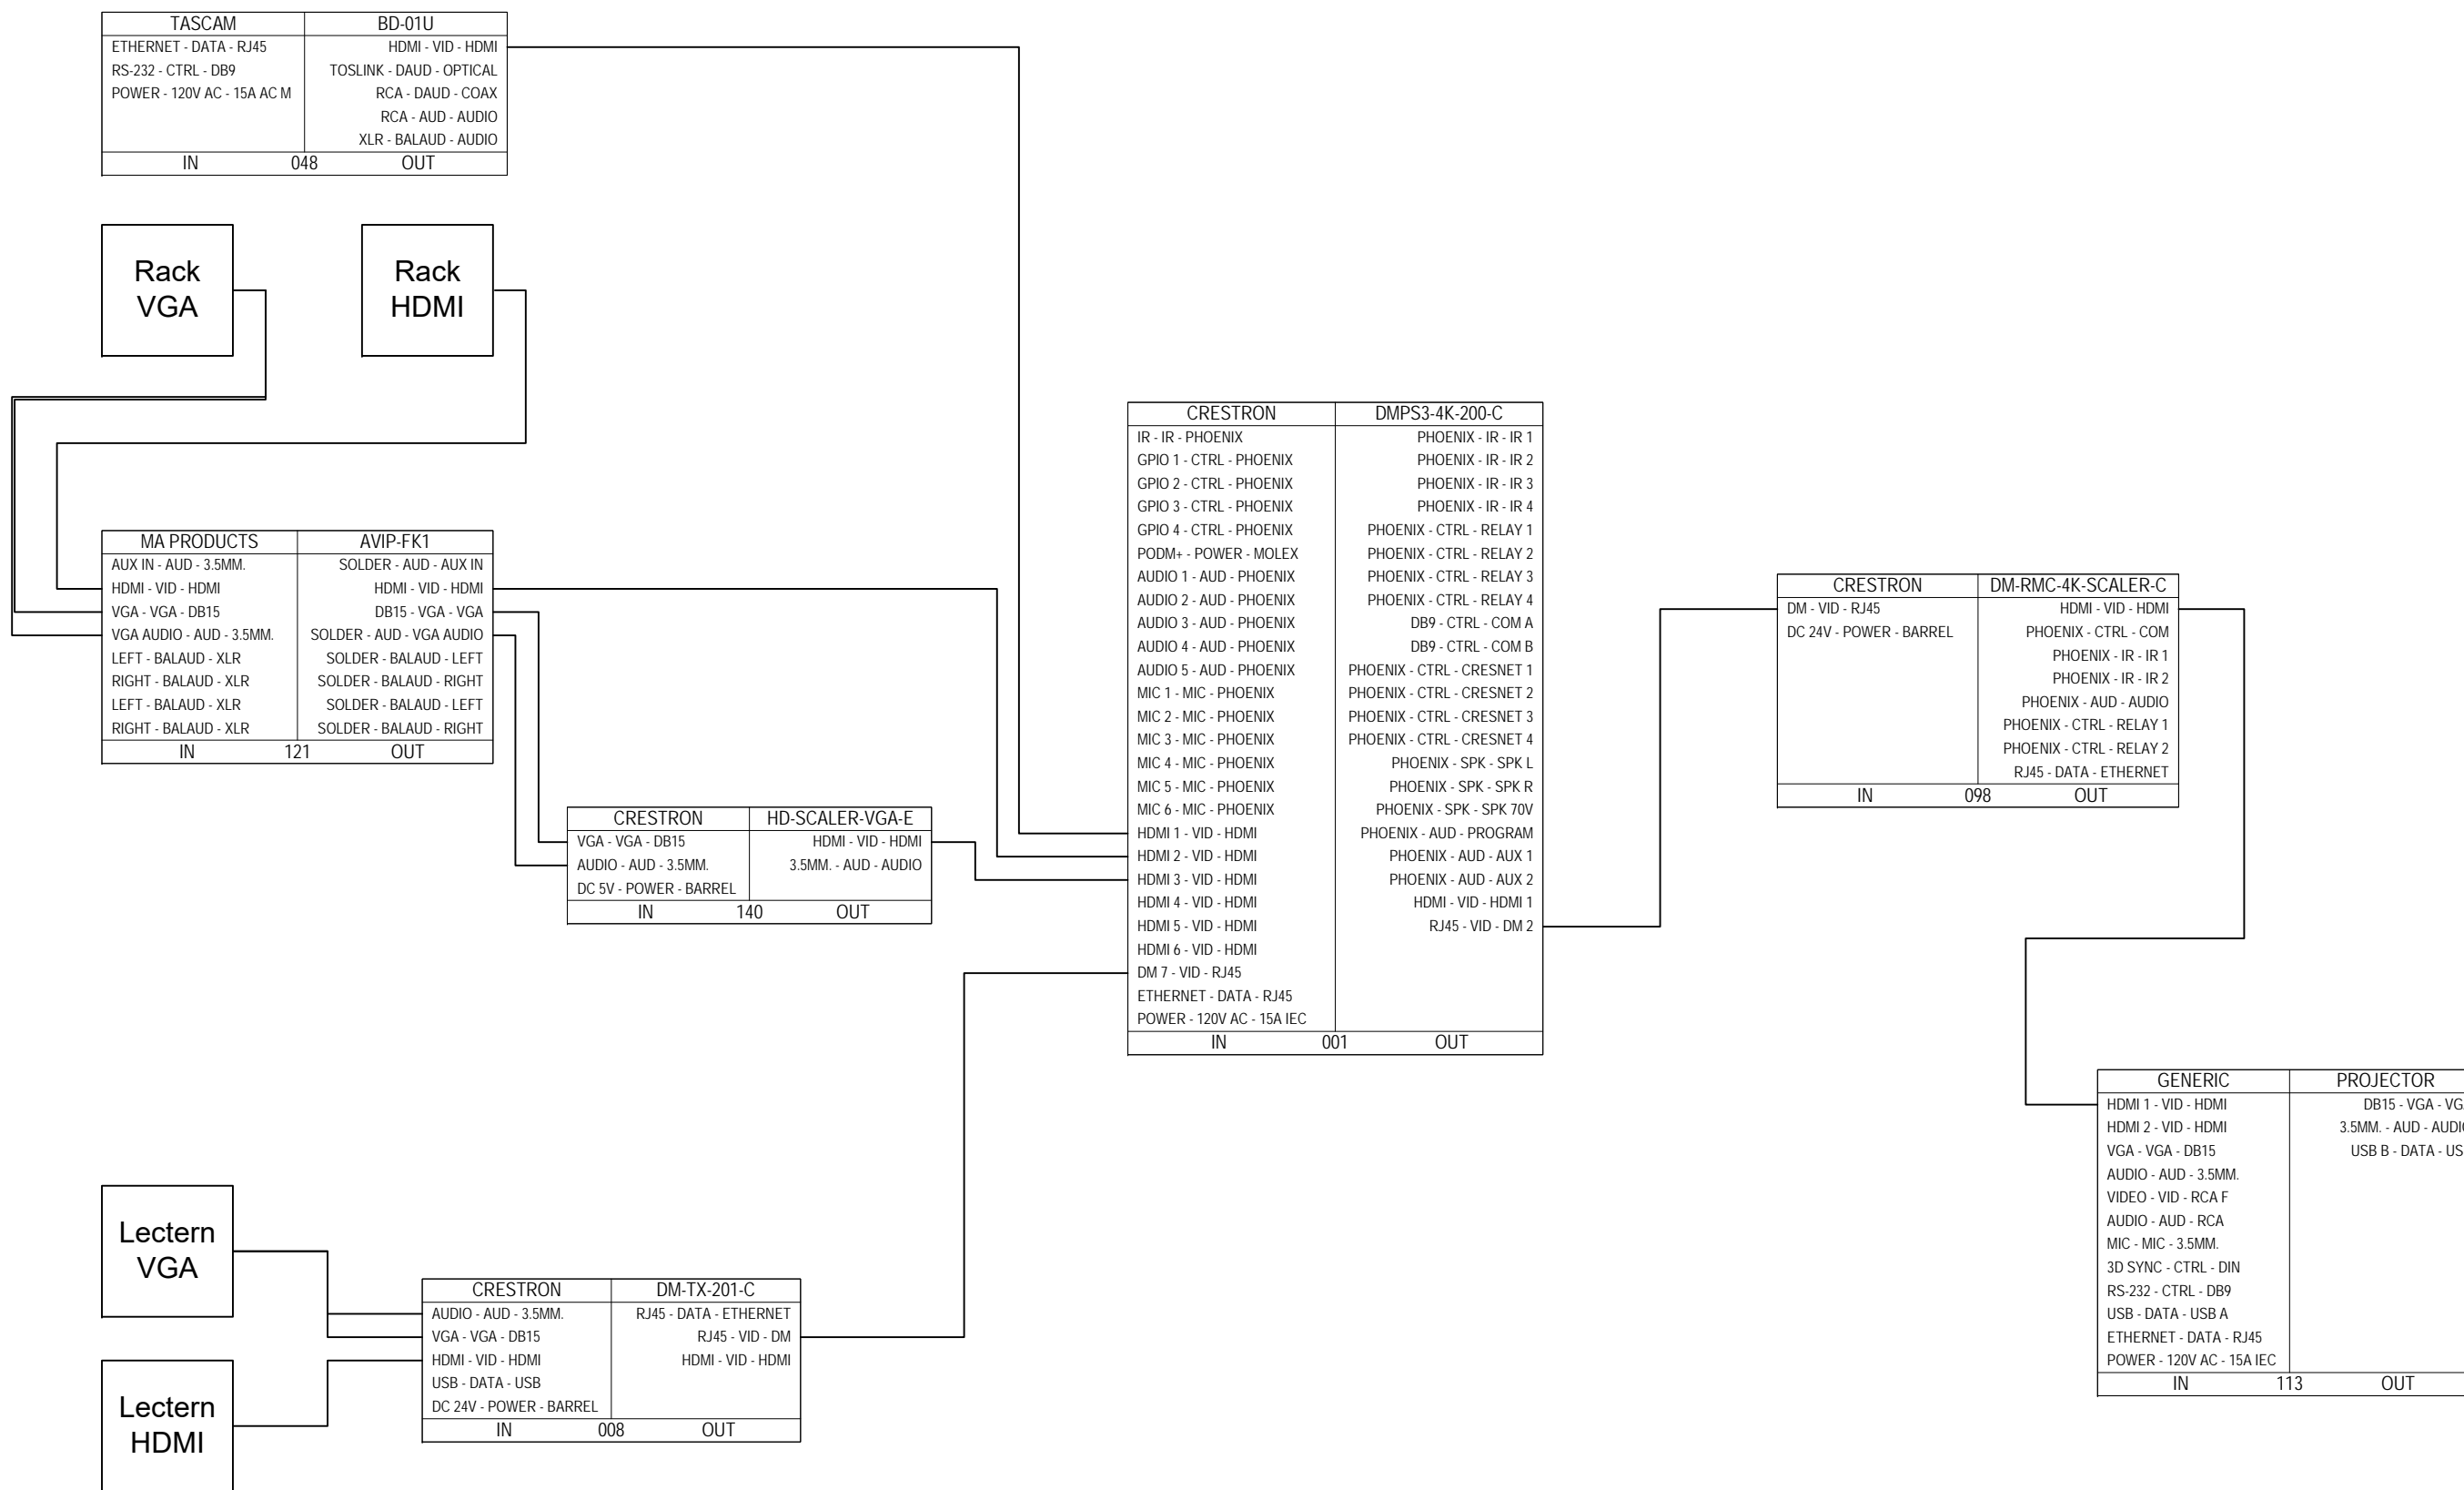 TASCAM BD-01U
ETHERNET - DATA - RJ45 HDMI - VID - HDMI
RS-232 - CTRL - DB9 TOSLINK - DAUD - OPTICAL
POWER - 120V AC - 15A AC M RCA - DAUD - COAX
RCA - AUD - AUDIO
XLR - BALAUD - AUDIO
IN 048 OUT
Rack
VGA
Rack
HDMI
MA PRODUCTS AVIP-FK1
AUX IN - AUD - 3.5MM. SOLDER - AUD - AUX IN
HDMI - VID - HDMI HDMI - VID - HDMI
VGA - VGA - DB15 DB15 - VGA - VGA
VGA AUDIO - AUD - 3.5MM. SOLDER - AUD - VGA AUDIO
LEFT - BALAUD - XLR SOLDER - BALAUD - LEFT
RIGHT - BALAUD - XLR SOLDER - BALAUD - RIGHT
LEFT - BALAUD - XLR SOLDER - BALAUD - LEFT
RIGHT - BALAUD - XLR SOLDER - BALAUD - RIGHT
IN 121 OUT
CRESTRON HD-SCALER-VGA-E
VGA - VGA - DB15 HDMI - VID - HDMI
AUDIO - AUD - 3.5MM. 3.5MM. - AUD - AUDIO
DC 5V - POWER - BARREL
IN 140 OUT
CRESTRON DMPS3-4K-200-C
IR - IR - PHOENIX PHOENIX - IR - IR 1
GPIO 1 - CTRL - PHOENIX PHOENIX - IR - IR 2
GPIO 2 - CTRL - PHOENIX PHOENIX - IR - IR 3
GPIO 3 - CTRL - PHOENIX PHOENIX - IR - IR 4
GPIO 4 - CTRL - PHOENIX PHOENIX - CTRL - RELAY 1
PODM+ - POWER - MOLEX PHOENIX - CTRL - RELAY 2
AUDIO 1 - AUD - PHOENIX PHOENIX - CTRL - RELAY 3
AUDIO 2 - AUD - PHOENIX PHOENIX - CTRL - RELAY 4
AUDIO 3 - AUD - PHOENIX DB9 - CTRL - COM A
AUDIO 4 - AUD - PHOENIX DB9 - CTRL - COM B
AUDIO 5 - AUD - PHOENIX PHOENIX - CTRL - CRESNET 1
MIC 1 - MIC - PHOENIX PHOENIX - CTRL - CRESNET 2
MIC 2 - MIC - PHOENIX PHOENIX - CTRL - CRESNET 3
MIC 3 - MIC - PHOENIX PHOENIX - CTRL - CRESNET 4
MIC 4 - MIC - PHOENIX PHOENIX - SPK - SPK L
MIC 5 - MIC - PHOENIX PHOENIX - SPK - SPK R
MIC 6 - MIC - PHOENIX PHOENIX - SPK - SPK 70V
HDMI 1 - VID - HDMI PHOENIX - AUD - PROGRAM
HDMI 2 - VID - HDMI PHOENIX - AUD - AUX 1
HDMI 3 - VID - HDMI PHOENIX - AUD - AUX 2
HDMI 4 - VID - HDMI HDMI - VID - HDMI 1
HDMI 5 - VID - HDMI RJ45 - VID - DM 2
HDMI 6 - VID - HDMI
DM 7 - VID - RJ45
ETHERNET - DATA - RJ45
POWER - 120V AC - 15A IEC
IN 001 OUT
CRESTRON DM-RMC-4K-SCALER-C
DM - VID - RJ45 HDMI - VID - HDMI
DC 24V - POWER - BARREL PHOENIX - CTRL - COM
PHOENIX - IR - IR 1
PHOENIX - IR - IR 2
PHOENIX - AUD - AUDIO
PHOENIX - CTRL - RELAY 1
PHOENIX - CTRL - RELAY 2
RJ45 - DATA - ETHERNET
IN 098 OUT
GENERIC PROJECTOR
HDMI 1 - VID - HDMI DB15 - VGA -
HDMI 2 - VID - HDMI 3.5MM. - AUD -
VGA - VGA - DB15 USB B - DATA -
AUDIO - AUD - 3.5MM.
VIDEO - VID - RCA F
AUDIO - AUD - RCA
MIC - MIC - 3.5MM.
3D SYNC - CTRL - DIN
RS-232 - CTRL - DB9
USB - DATA - USB A
ETHERNET - DATA - RJ45
POWER - 120V AC - 15A IEC
IN 113 OUT
Lectern
VGA
Lectern
HDMI
CRESTRON DM-TX-201-C
AUDIO - AUD - 3.5MM. RJ45 - DATA - ETHERNET
VGA - VGA - DB15 RJ45 - VID - DM
HDMI - VID - HDMI HDMI - VID - HDMI
USB - DATA - USB
DC 24V - POWER - BARREL
IN 008 OUT